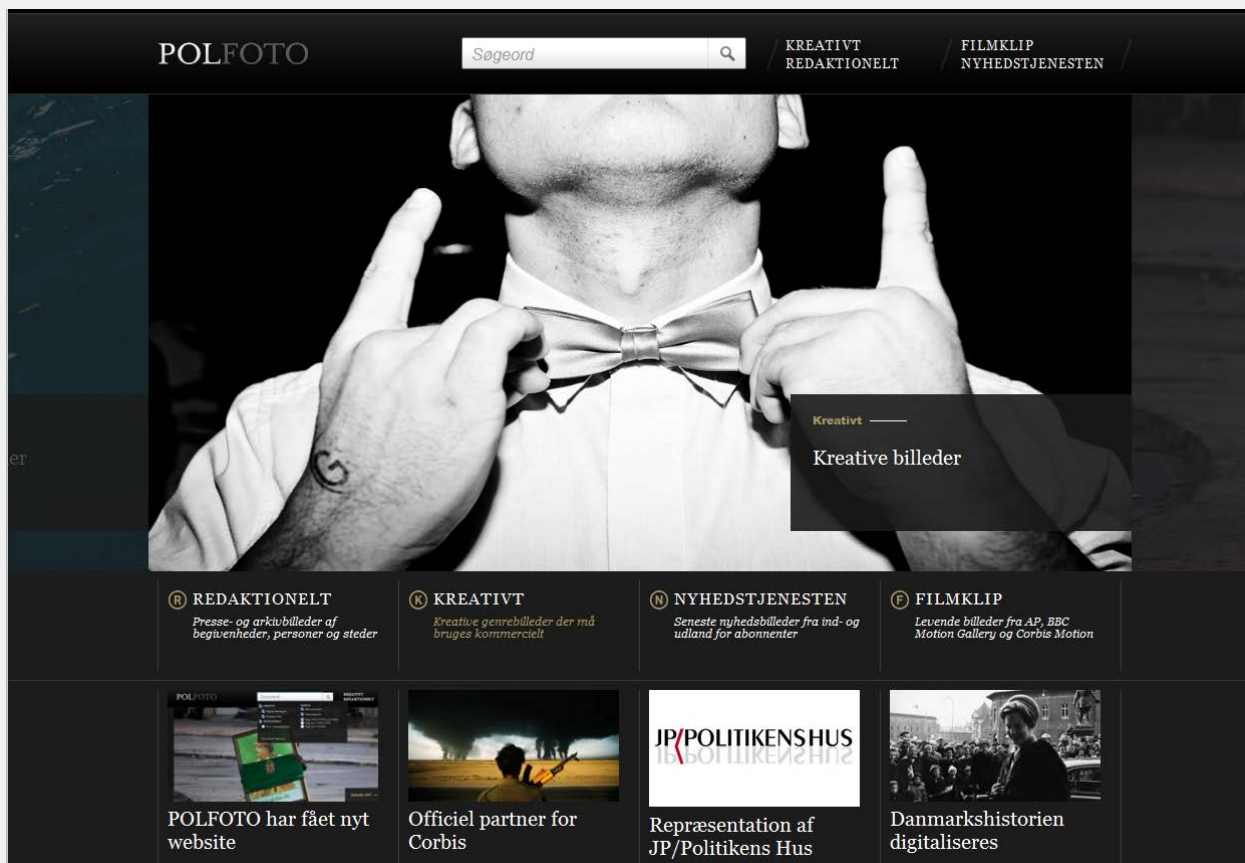 POLFOTO
Søgeord
KREATIVT
REDAKTIONELT
FILMKLIP
NYHEDSTJENESTEN
er
G
Kreativt
Kreative billeder
R REDAKTIONELT
Presse- og arkivbilleder af
begivenheder, personer og steder
K KREATIVT
Kreative genrebilleder der må
bruges kommercielt
N NYHEDSTJENESTEN
Seneste nyhedsbilleder fra ind- og
udland for abonnenter
F FILMKLIP
Levende billeder fra AP, BBC
Motion Gallery og Corbis Motion
POLFOTO
KREATIVT
REDAKTIONELT
POLFOTO har fået nyt
website
Officiel partner for
Corbis
JP/POLITIKENS HUS
Repræsentation af
JP/Politikens Hus
Danmarkshistorien
digitaliseres